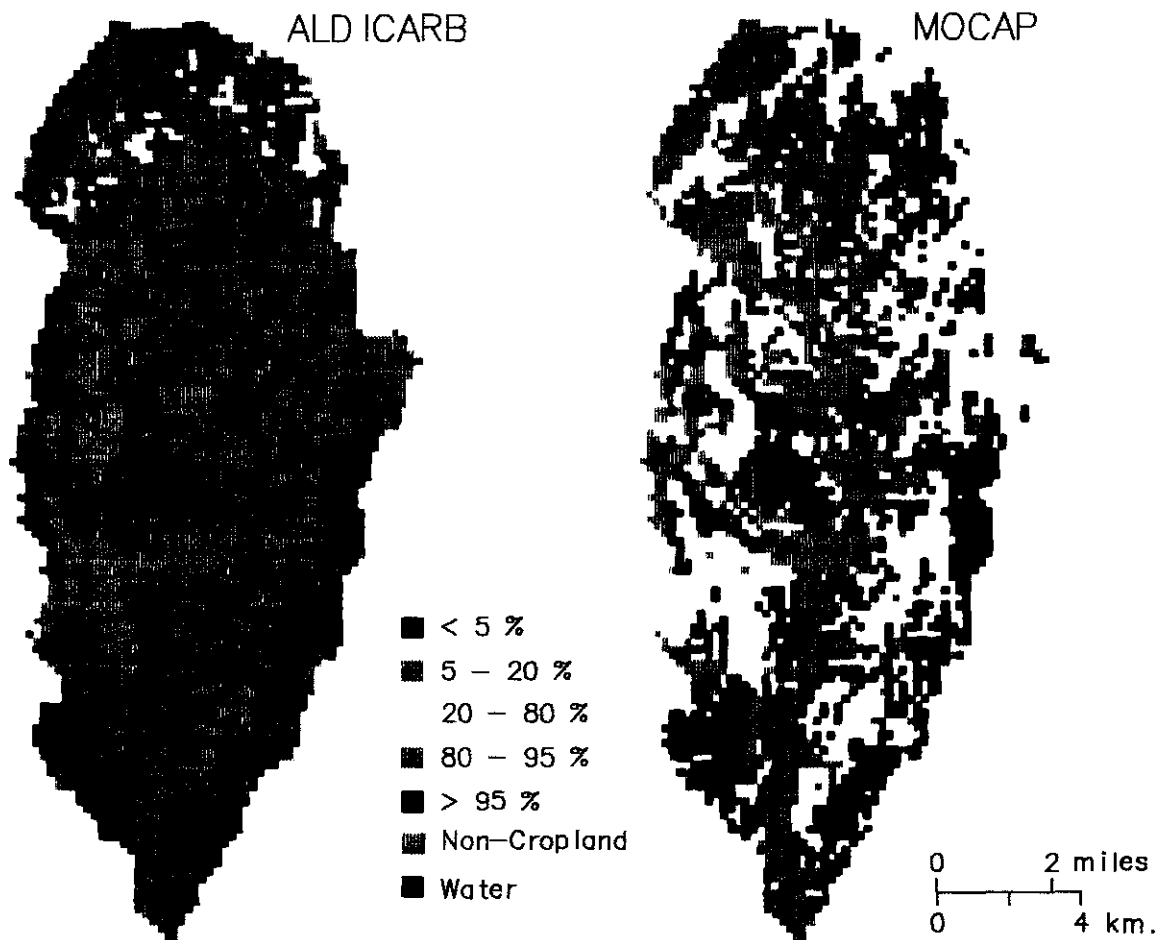 ALD ICARB
MOCAP
< 5 %
5 – 20 %
20 – 80 %
80 – 95 %
> 95 %
Non–Cropland
Water
0 2 miles
0 4 km.